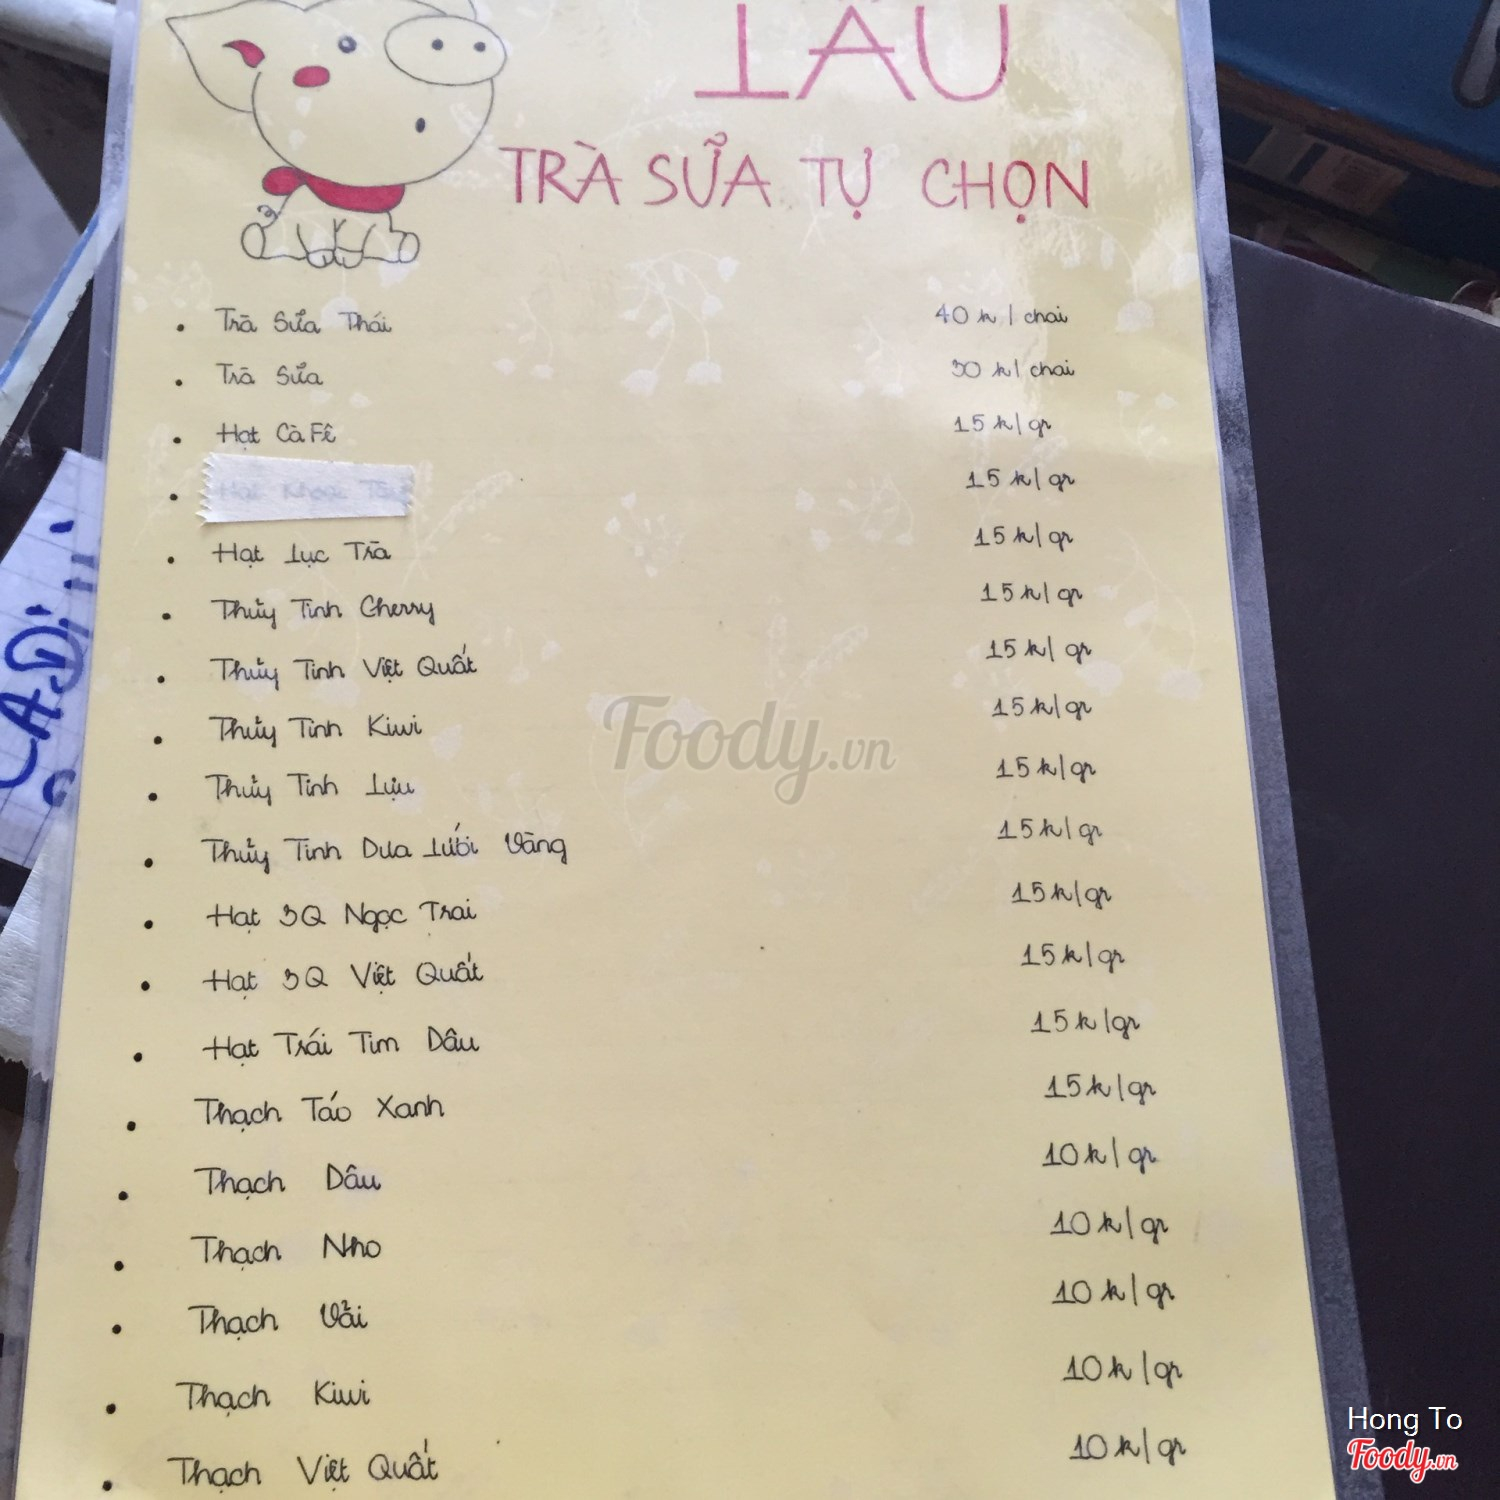 LẨU
TRÀ SỮA TỰ CHỌN
• Trà Sữa Thái 40 k / chai
• Trà Sữa 30 k / chai
• Hạt Cà Fê 15 k / gr
• Hạt Khoai Tây 15 k / gr
• Hạt Lục Trà 15 k / gr
• Thủy Tinh Cherry 15 k / gr
• Thủy Tinh Việt Quất 15 k / gr
• Thủy Tinh Kiwi 15 k / gr
• Thủy Tinh Lựu 15 k / gr
• Thủy Tinh Dưa Lưới Vàng 15 k / gr
• Hạt 3Q Ngọc Trai 15 k / gr
• Hạt 3Q Việt Quất 15 k / gr
• Hạt Trái Tim Dâu 15 k / gr
• Thạch Táo Xanh 15 k / gr
• Thạch Dâu 10 k / gr
• Thạch Nho 10 k / gr
• Thạch Vải 10 k / gr
• Thạch Kiwi 10 k / gr
• Thạch Việt Quất 10 k / gr
Foody.vn
Hong To
Foody.vn